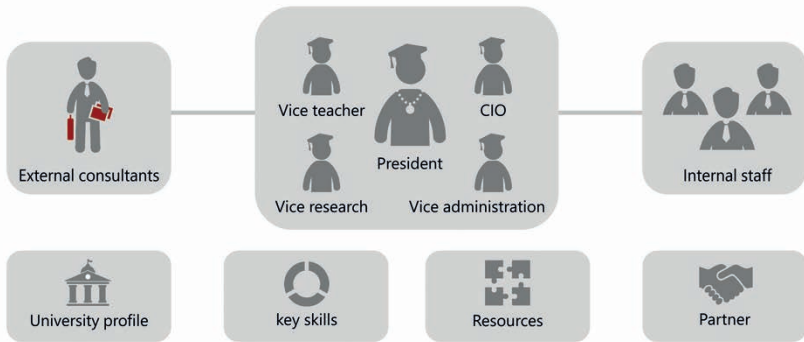 Vice teacher
CIO
President
External consultants
Internal staff
Vice research
Vice administration
University profile
key skills
Resources
Partner